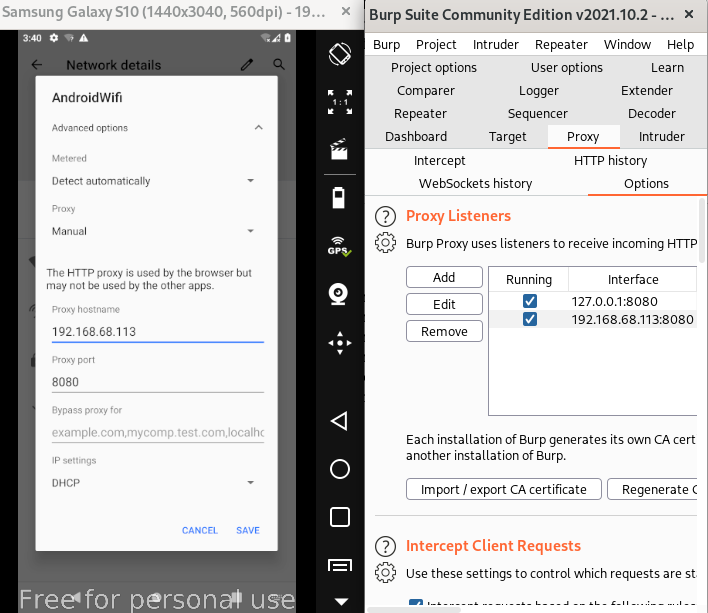 Samsung Galaxy S10 (1440x3040, 560dpi) - 19...
3:40
Network details
AndroidWifi
Advanced options
Metered
Detect automatically
Proxy
Manual
The HTTP proxy is used by the browser but
may not be used by the other apps.
Proxy hostname
192.168.68.113
Proxy port
8080
Bypass proxy for
example.com,mycomp.test.com,localhc
IP settings
DHCP
CANCEL SAVE
Free for personal use
1:1
GPS
Burp Suite Community Edition v2021.10.2 - ...
Burp Project Intruder Repeater Window Help
Project options User options Learn
Comparer Logger Extender
Repeater Sequencer Decoder
Dashboard Target Proxy Intruder
Intercept HTTP history
WebSockets history Options
? Proxy Listeners
Burp Proxy uses listeners to receive incoming HTTP
Add
Edit
Remove
Running Interface
127.0.0.1:8080
192.168.68.113:8080
Each installation of Burp generates its own CA cert
another installation of Burp.
Import / export CA certificate Regenerate C
? Intercept Client Requests
Use these settings to control which requests are sta
Intercept requests based on the following rules